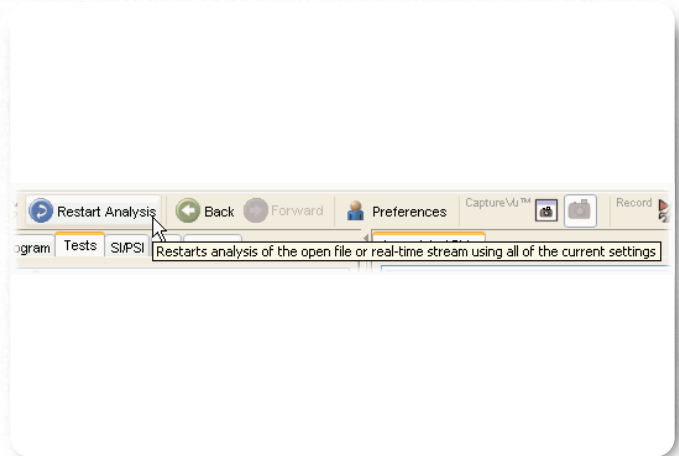 Restart Analysis Back Forward Preferences CaptureVu™ Record
ogram Tests SI/PSI
Restarts analysis of the open file or real-time stream using all of the current settings